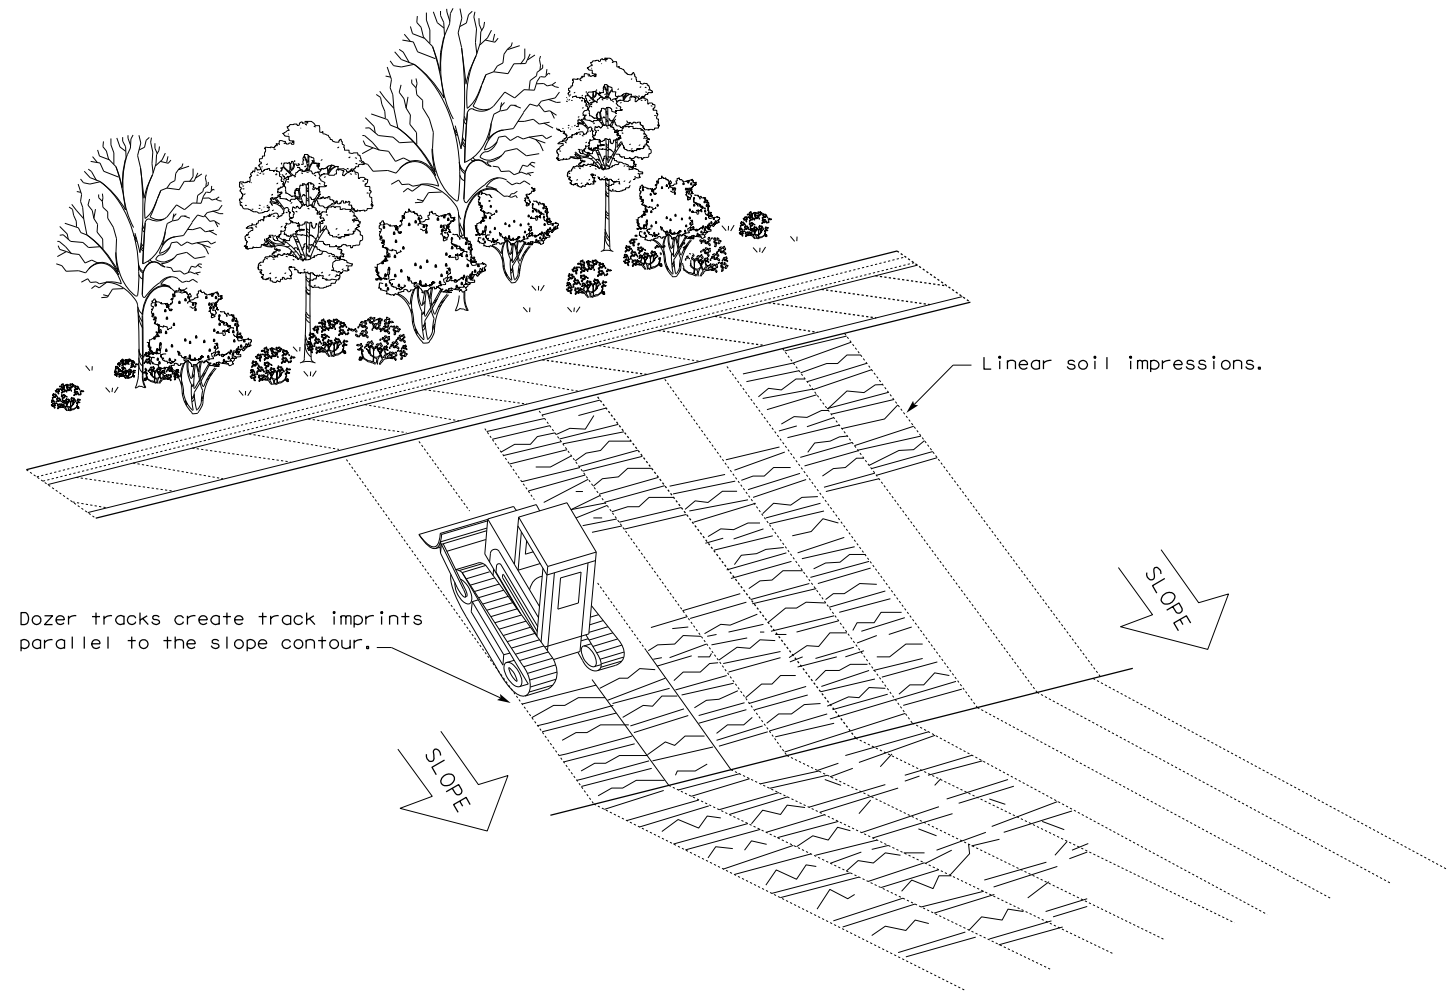 Linear soil impressions.
Dozer tracks create track imprints
parallel to the slope contour.
SLOPE
SLOPE